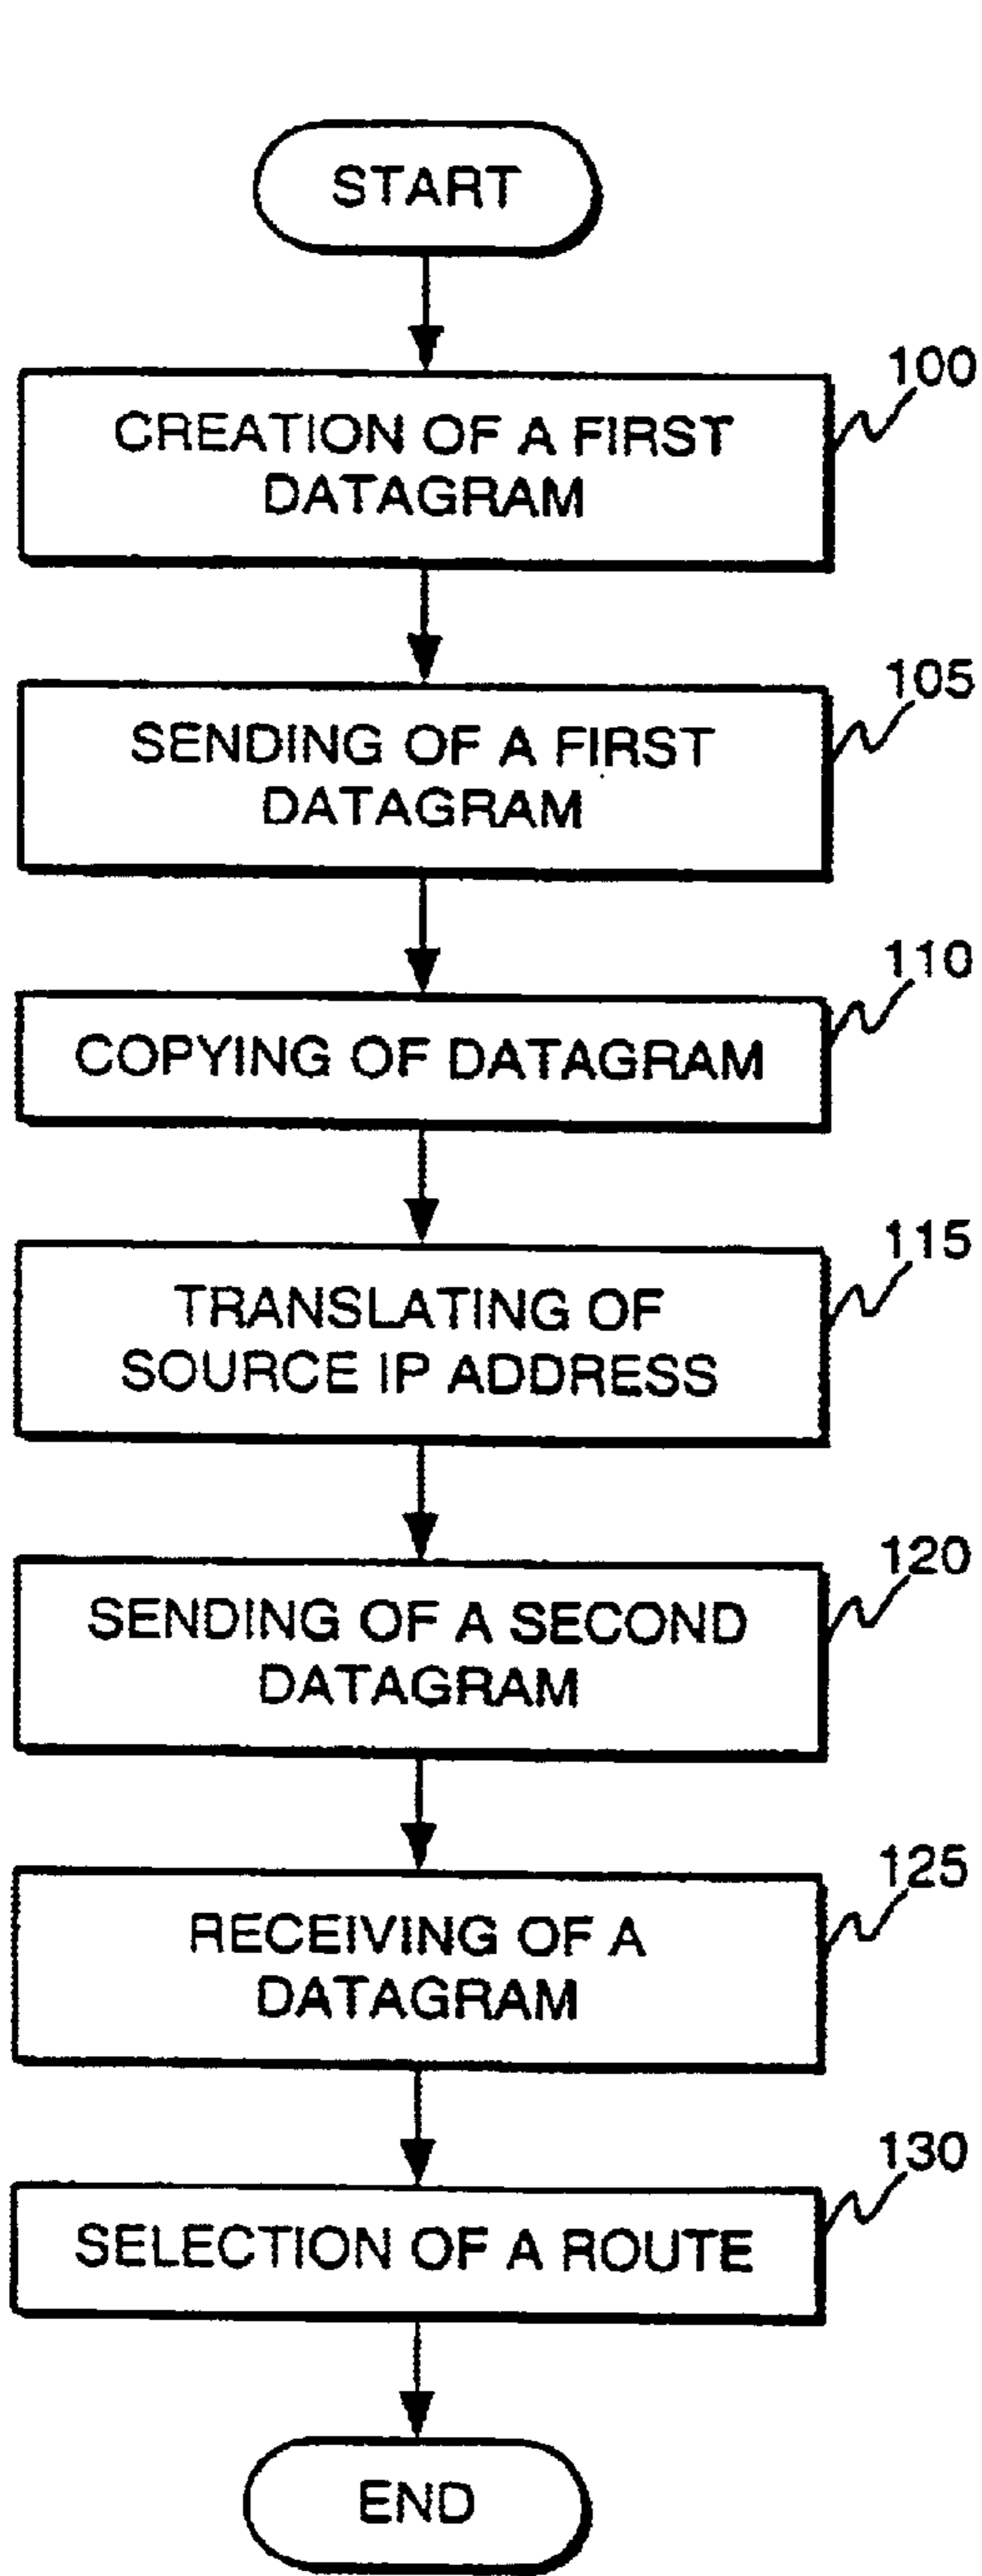 START
100
CREATION OF A FIRST
DATAGRAM
105
SENDING OF A FIRST
DATAGRAM
110
COPYING OF DATAGRAM
115
TRANSLATING OF
SOURCE IP ADDRESS
120
SENDING OF A SECOND
DATAGRAM
125
RECEIVING OF A
DATAGRAM
130
SELECTION OF A ROUTE
END